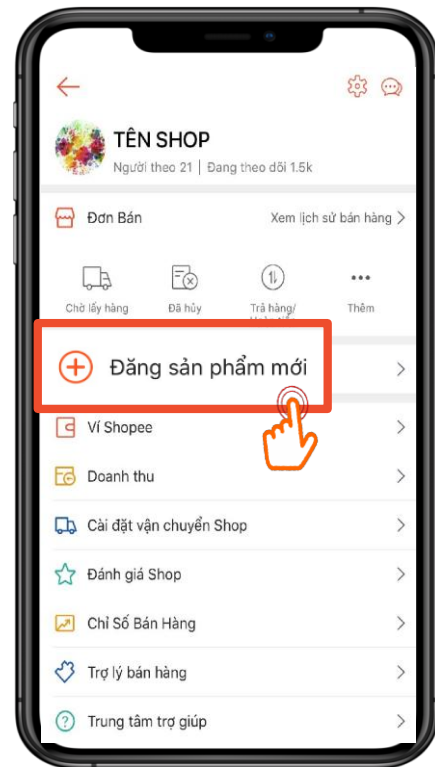 TÊN SHOP
Người theo 21 | Đang theo dõi 1.5k
Đơn Bán
Xem lịch sử bán hàng >
Chờ lấy hàng
Đã hủy
Trả hàng/
Thêm
Đăng sản phẩm mới
Ví Shopee
Doanh thu
Cài đặt vận chuyển Shop
Đánh giá Shop
Chỉ Số Bán Hàng
Trợ lý bán hàng
Trung tâm trợ giúp